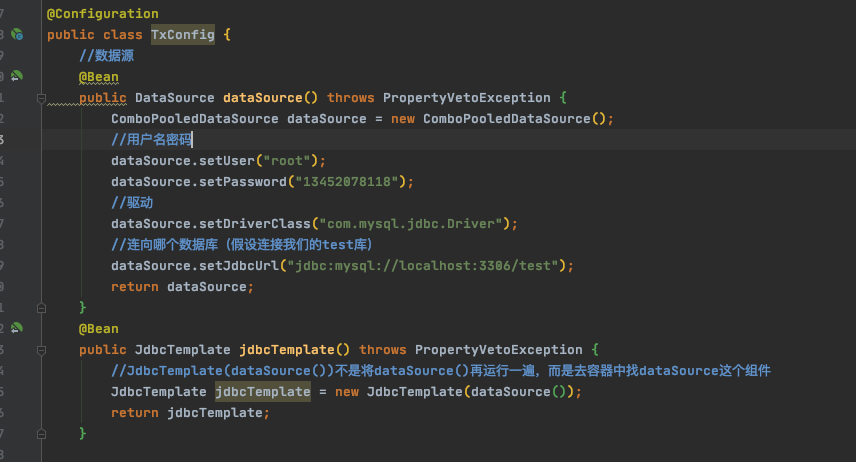 7 @Configuration
8 public class TxConfig {
9 //数据源
0 @Bean
1 public DataSource dataSource() throws PropertyVetoException {
2 ComboPooledDataSource dataSource = new ComboPooledDataSource();
3 //用户名密码
4 dataSource.setUser("root");
5 dataSource.setPassword("13452078118");
6 //驱动
7 dataSource.setDriverClass("com.mysql.jdbc.Driver");
8 //连向哪个数据库（假设连接我们的test库）
9 dataSource.setJdbcUrl("jdbc:mysql://localhost:3306/test");
0 return dataSource;
1 }
2 @Bean
3 public JdbcTemplate jdbcTemplate() throws PropertyVetoException {
4 //JdbcTemplate(dataSource())不是将dataSource()再运行一遍，而是去容器中找dataSource这个组件
5 JdbcTemplate jdbcTemplate = new JdbcTemplate(dataSource());
6 return jdbcTemplate;
7 }
8